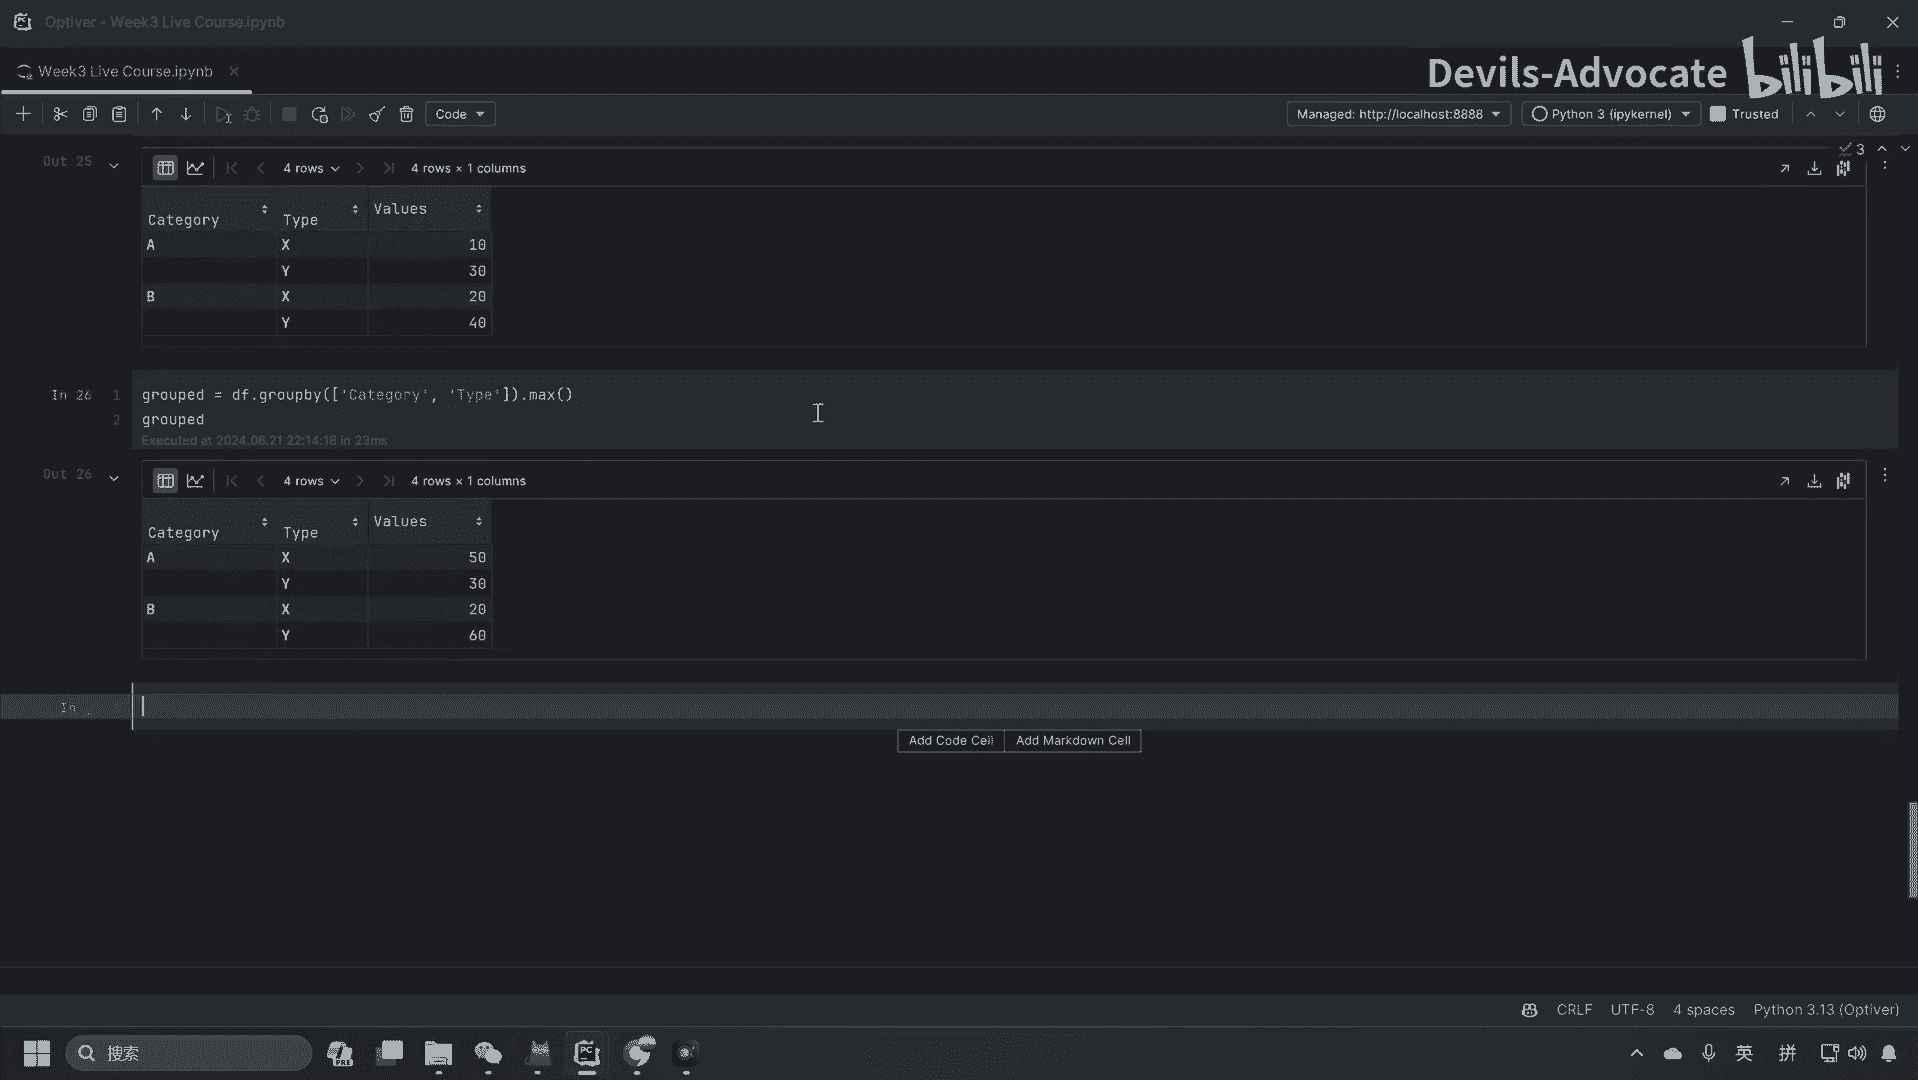 Optiver - Week3 Live Course.ipynb
Week3 Live Course.ipynb
Devils-Advocate bilibili
Code
Managed: http://localhost:8888
Python 3 (ipykernel)
Trusted
Out 25
4 rows
4 rows × 1 columns
3
Category Type Values
A X 10
Y 30
B X 20
Y 40
In 26
1 grouped = df.groupby(['Category', 'Type']).max()
2 grouped
Executed at 2024.08.21 22:14:18 in 23ms
Out 26
4 rows
4 rows × 1 columns
Category Type Values
A X 50
Y 30
B X 20
Y 60
In
Add Code Cell Add Markdown Cell
CRLF UTF-8 4 spaces Python 3.13 (Optiver)
搜索
PRE
PC
英 拼